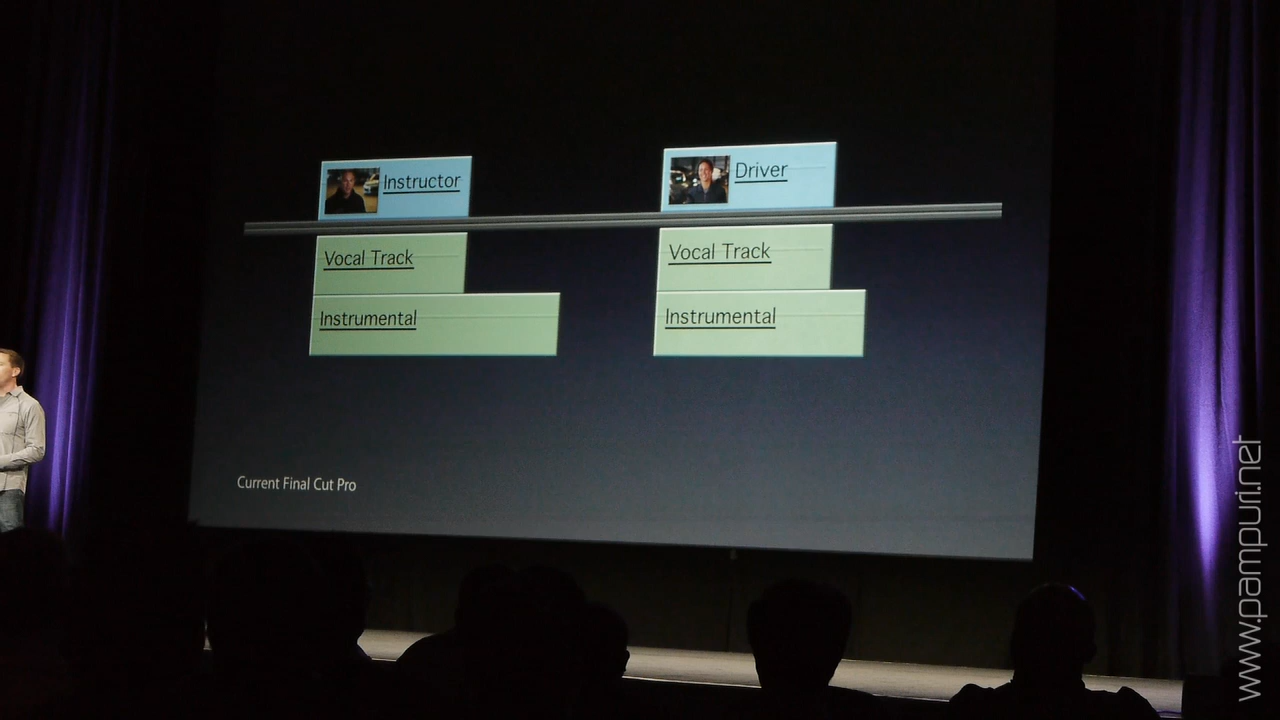 Instructor
Driver
Vocal Track
Vocal Track
Instrumental
Instrumental
Current Final Cut Pro
www.pampuri.net